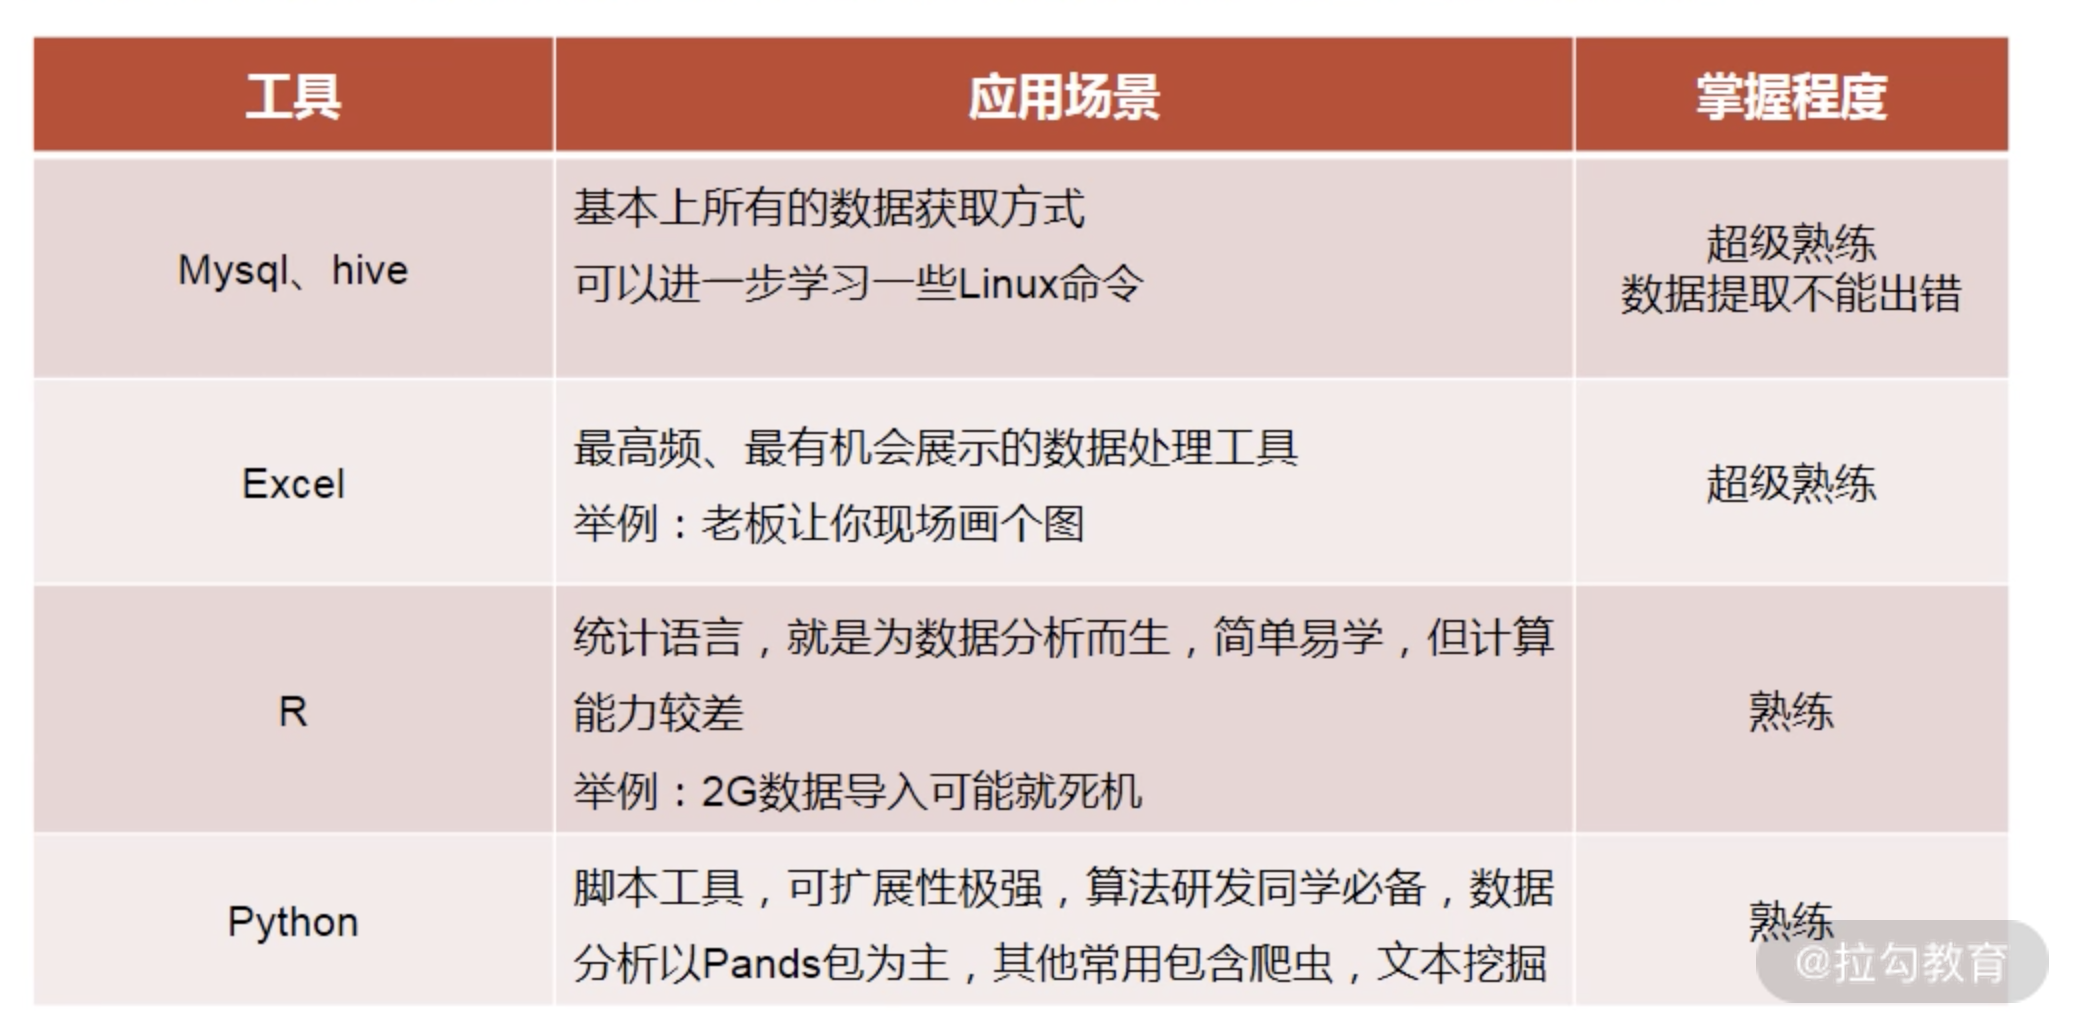 工具
应用场景
掌握程度
Mysql、hive
基本上所有的数据获取方式
可以进一步学习一些Linux命令
超级熟练
数据提取不能出错
Excel
最高频、最有机会展示的数据处理工具
举例：老板让你现场画个图
超级熟练
R
统计语言，就是为数据分析而生，简单易学，但计算
能力较差
举例：2G数据导入可能就死机
熟练
Python
脚本工具，可扩展性极强，算法研发同学必备，数据
分析以Pands包为主，其他常用包含爬虫，文本挖掘
熟练
@拉勾教育